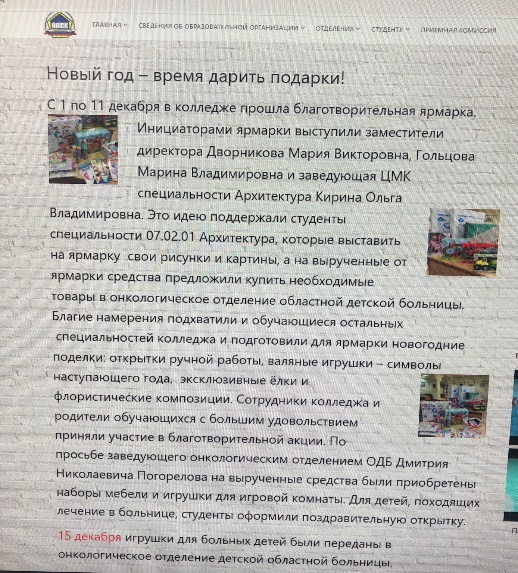 ГЛАВНАЯ СВЕДЕНИЯ ОБ ОБРАЗОВАТЕЛЬНОЙ ОРГАНИЗАЦИИ ОТДЕЛЕНИЯ СТУДЕНТУ ПРИЕМНАЯ КОМИССИЯ
Новый год – время дарить подарки!
С 1 по 11 декабря в колледже прошла благотворительная ярмарка.
Инициаторами ярмарки выступили заместители
директора Дворникова Мария Викторовна, Гольцова
Марина Владимировна и заведующая ЦМК
специальности Архитектура Кирина Ольга
Владимировна. Это идею поддержали студенты
специальности 07.02.01 Архитектура, которые выставить
на ярмарку свои рисунки и картины, а на вырученные от
ярмарки средства предложили купить необходимые
товары в онкологическое отделение областной детской больницы.
Благие намерения подхватили и обучающиеся остальных
специальностей колледжа и подготовили для ярмарки новогодние
поделки: открытки ручной работы, валяные игрушки – символы
наступающего года, эксклюзивные ёлки и
флористические композиции. Сотрудники колледжа и
родители обучающихся с большим удовольствием
приняли участие в благотворительной акции. По
просьбе заведующего онкологическим отделением ОДБ Дмитрия
Николаевича Погорелова на вырученные средства были приобретены
наборы мебели и игрушки для игровой комнаты. Для детей, походящих
лечение в больнице, студенты оформили поздравительную открытку.
15 декабря игрушки для больных детей были переданы в
онкологическое отделение детской областной больницы.